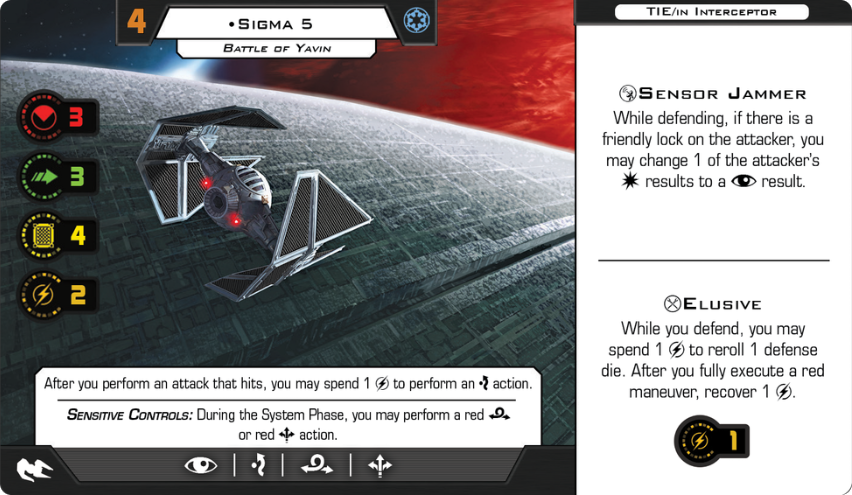 4
•Sigma 5
Battle of Yavin
3
3
4
2
After you perform an attack that hits, you may spend 1 to perform an action.
Sensitive Controls: During the System Phase, you may perform a red
or red action.
TIE/in Interceptor
Sensor Jammer
While defending, if there is a
friendly lock on the attacker, you
may change 1 of the attacker's
results to a result.
Elusive
While you defend, you may
spend 1 to reroll 1 defense
die. After you fully execute a red
maneuver, recover 1 .
1